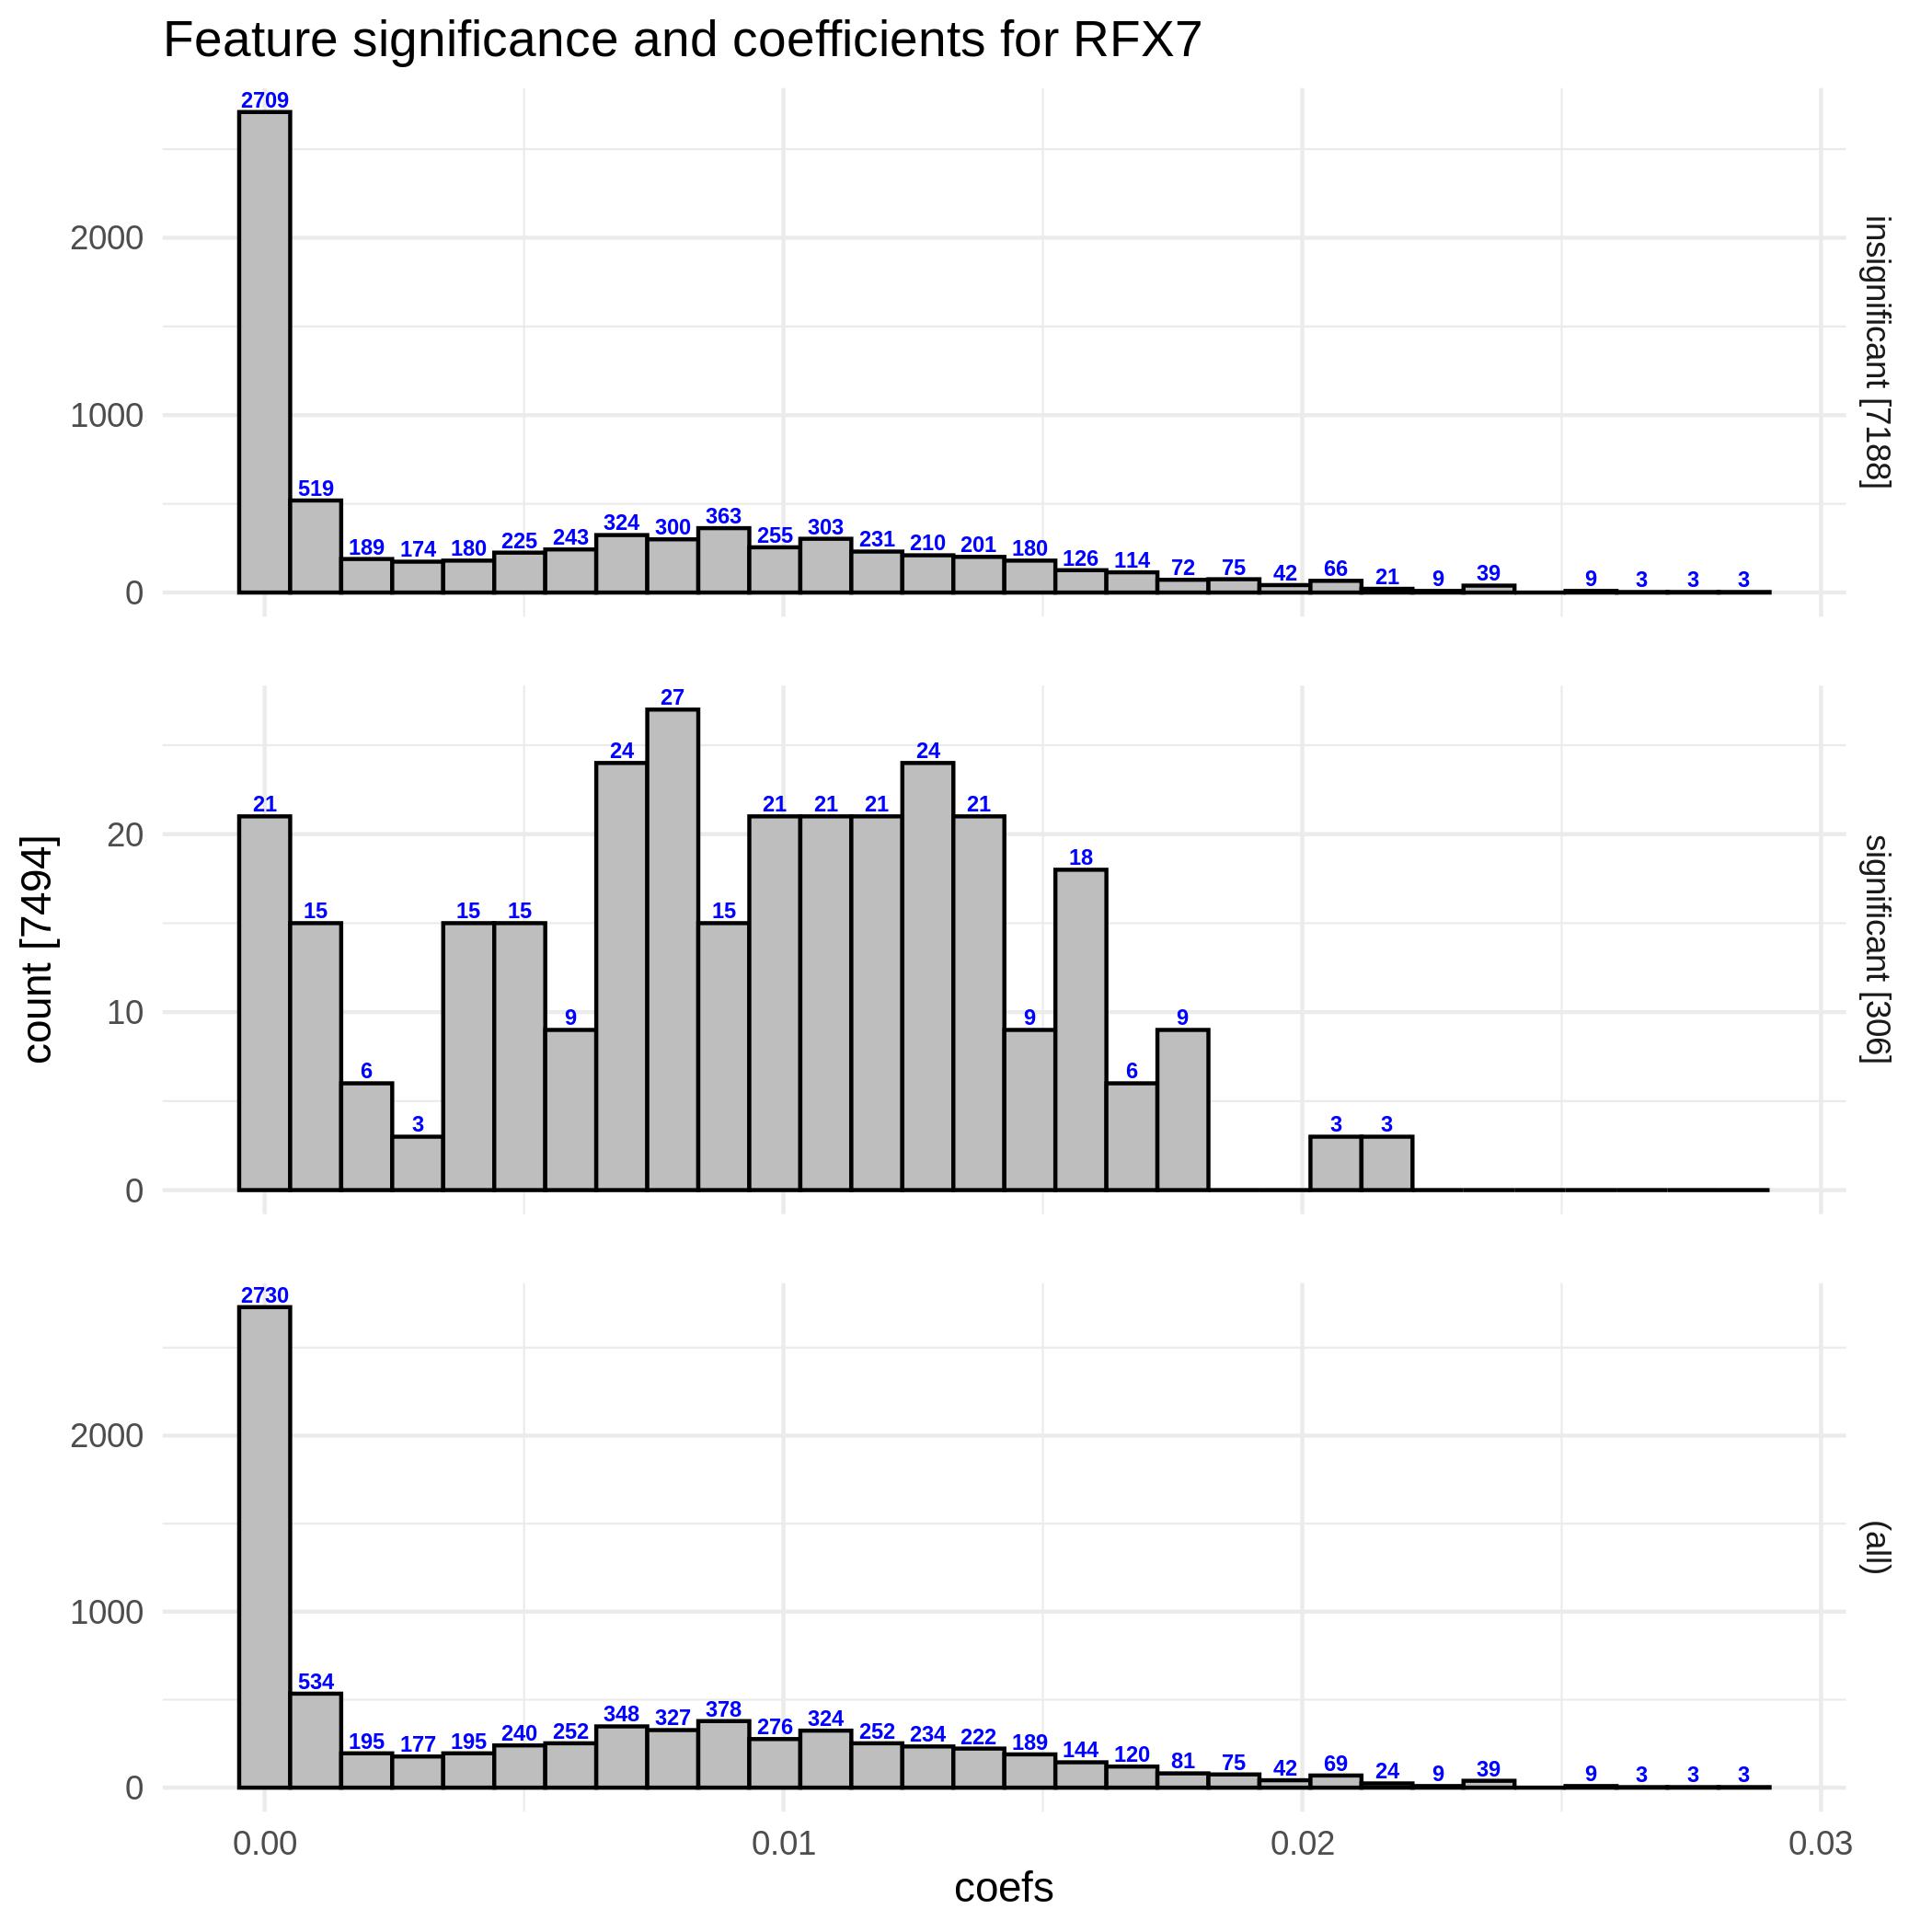 Feature significance and coefficients for RFX7
2709
519
189 174 180 225 243 324 300 363 255 303 231 210 201 180 126 114 72 75 42 66 21 9 39 9 3 3 3
2000
1000
0
insignificant [7188]
21 15 6 3 15 15 9 24 27 15 21 21 21 24 21 9 18 6 9 3 3
20
10
0
significant [306]
count [7494]
2730
534
195 177 195 240 252 348 327 378 276 324 252 234 222 189 144 120 81 75 42 69 24 9 39 9 3 3 3
2000
1000
0
(all)
0.00 0.01 0.02 0.03
coefs